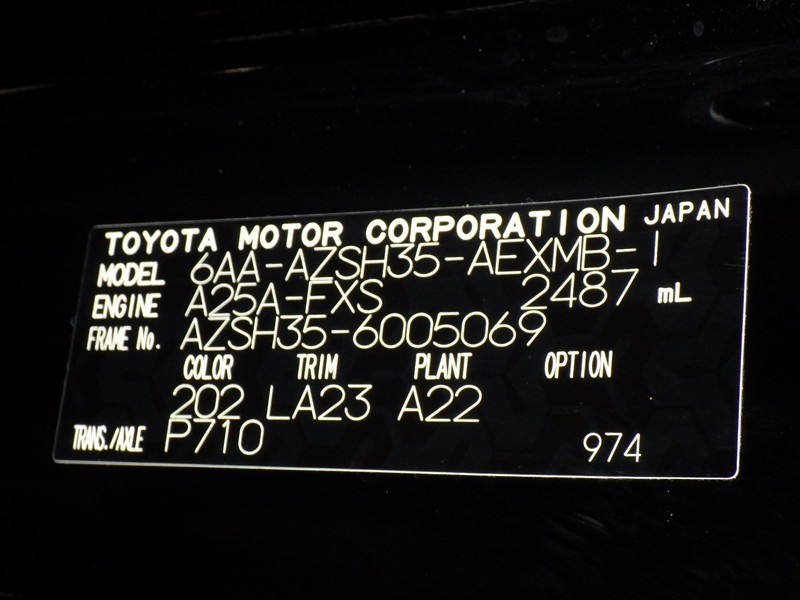 TOYOTA MOTOR CORPORATION JAPAN
MODEL 6AA-AZSH35-AEXMB-1
ENGINE A25A-FXS 2487 mL
FRAME No. AZSH35-6005069
COLOR TRIM PLANT OPTION
202 LA23 A22
TRANS./AXLE P710 974